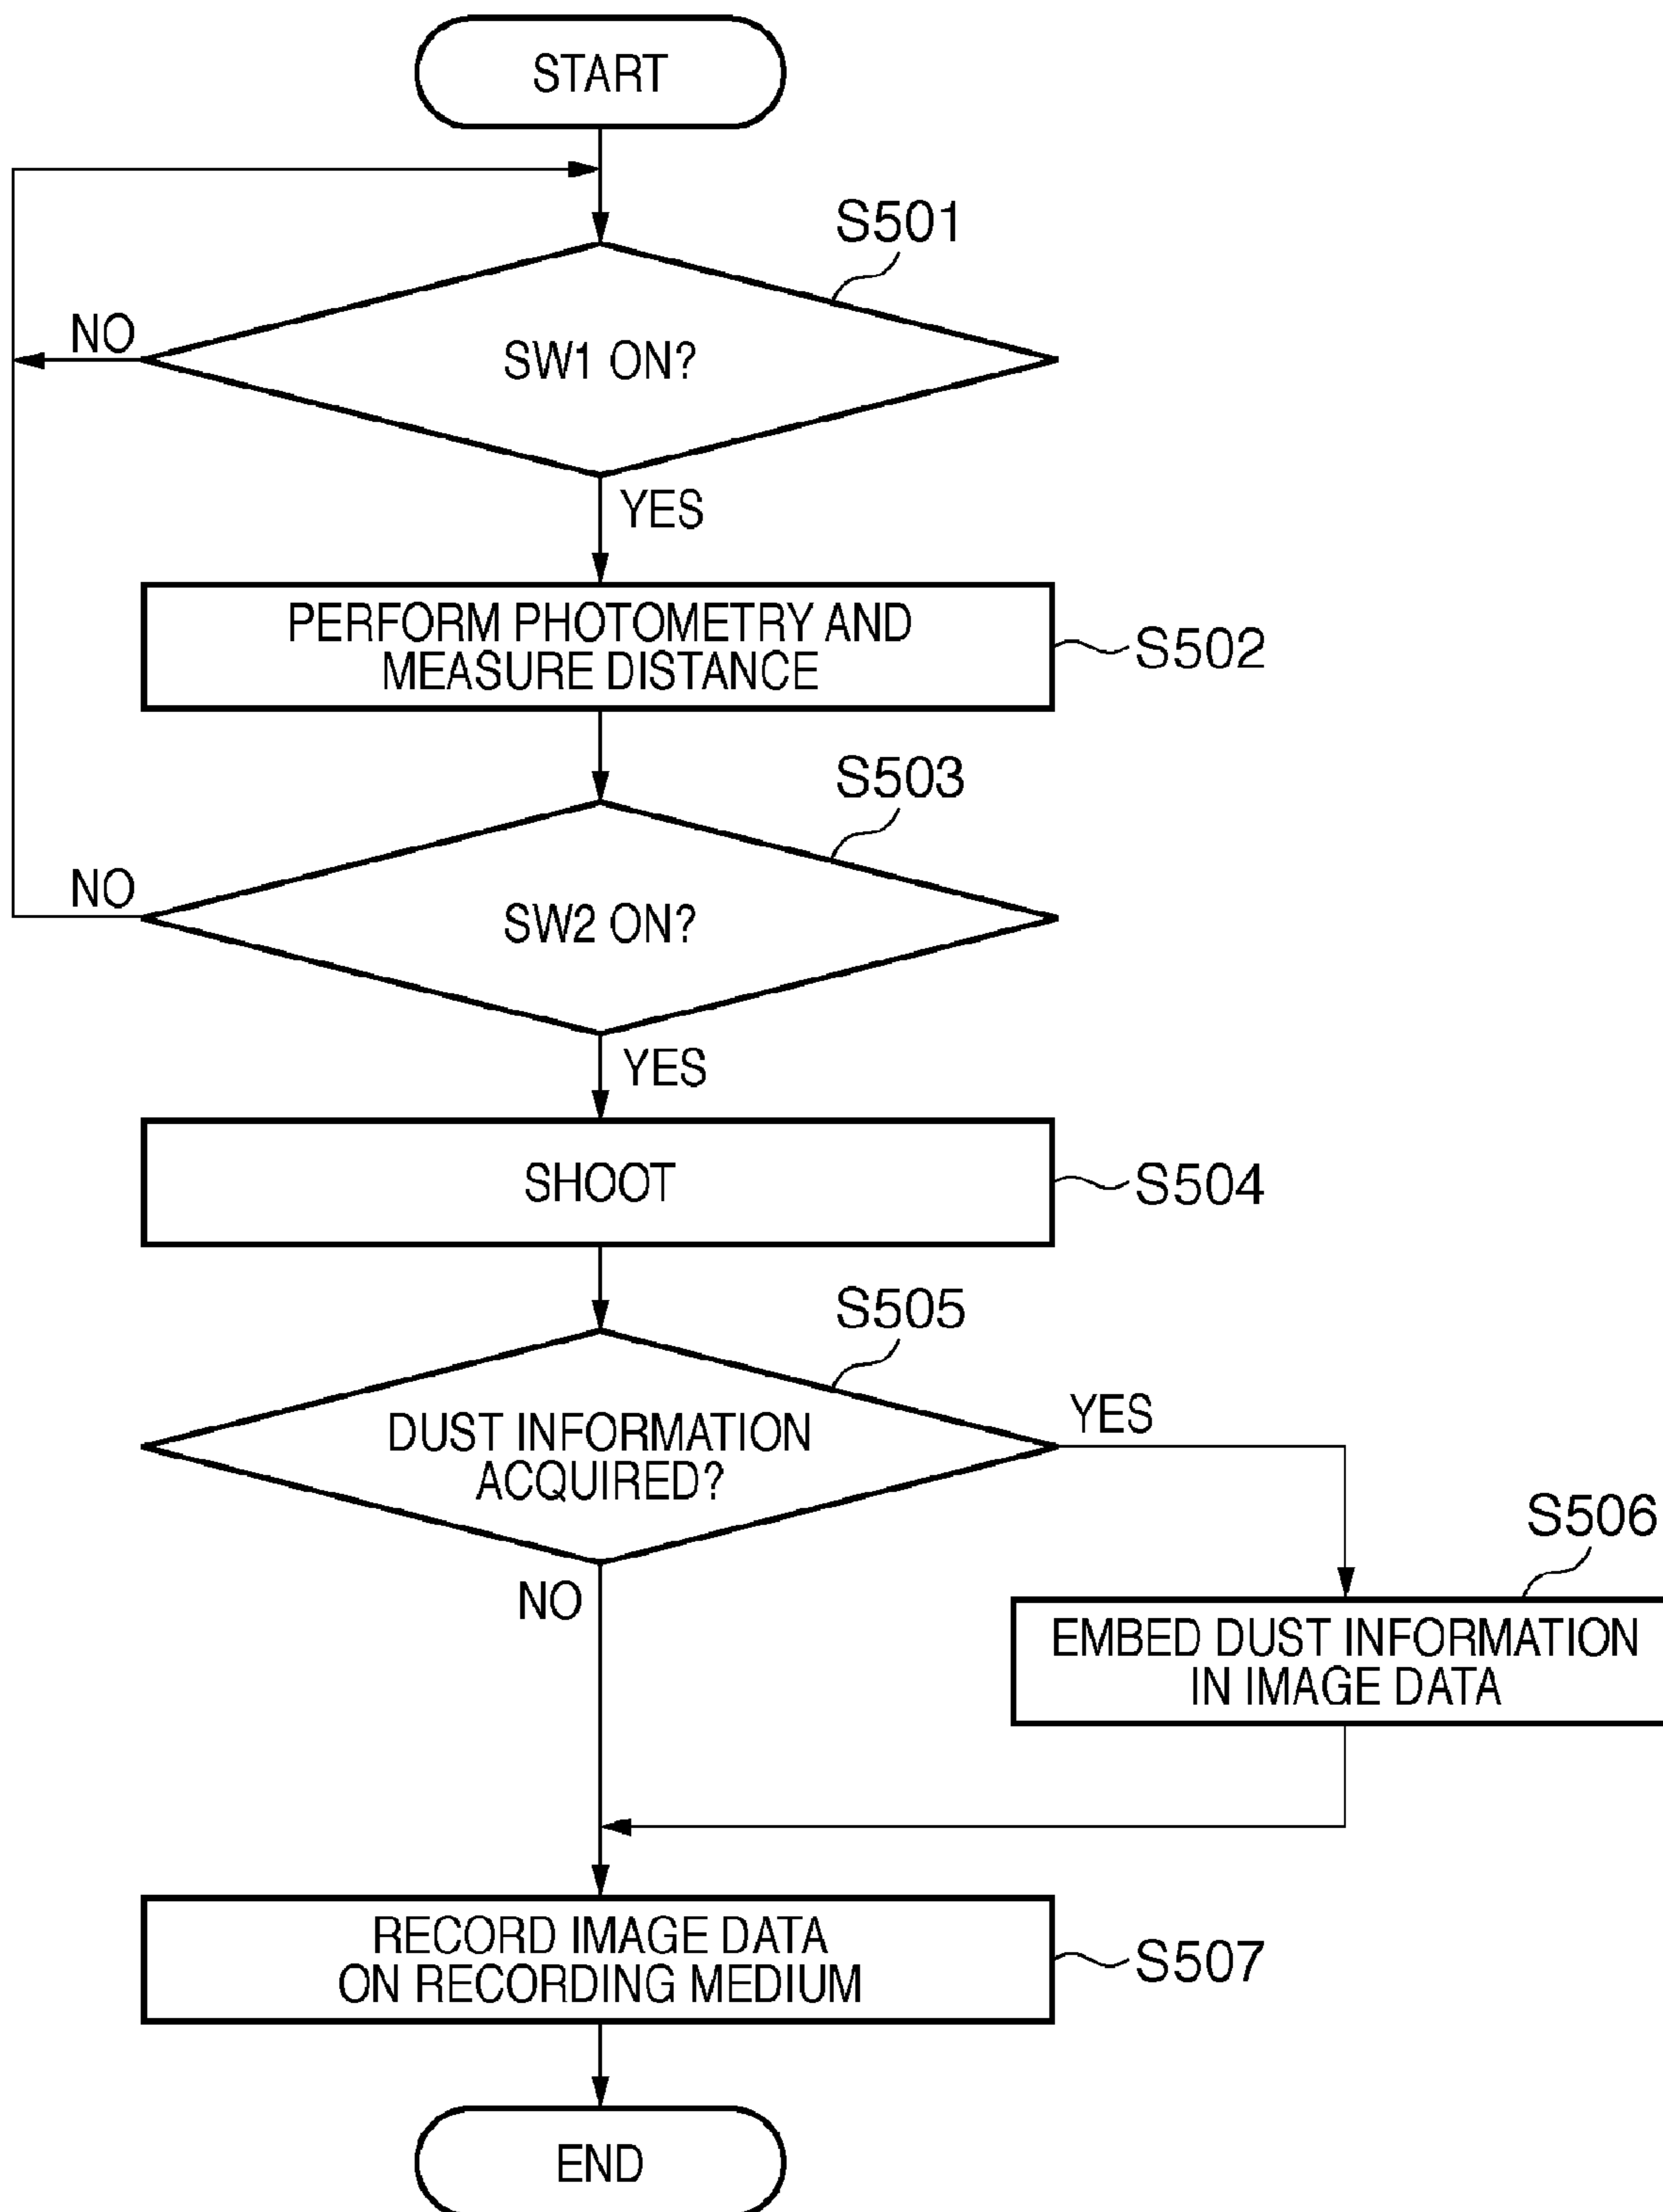 START
S501
SW1 ON?
NO
YES
PERFORM PHOTOMETRY AND
MEASURE DISTANCE
S502
S503
SW2 ON?
NO
YES
SHOOT
S504
S505
DUST INFORMATION
ACQUIRED?
YES
NO
S506
EMBED DUST INFORMATION
IN IMAGE DATA
RECORD IMAGE DATA
ON RECORDING MEDIUM
S507
END